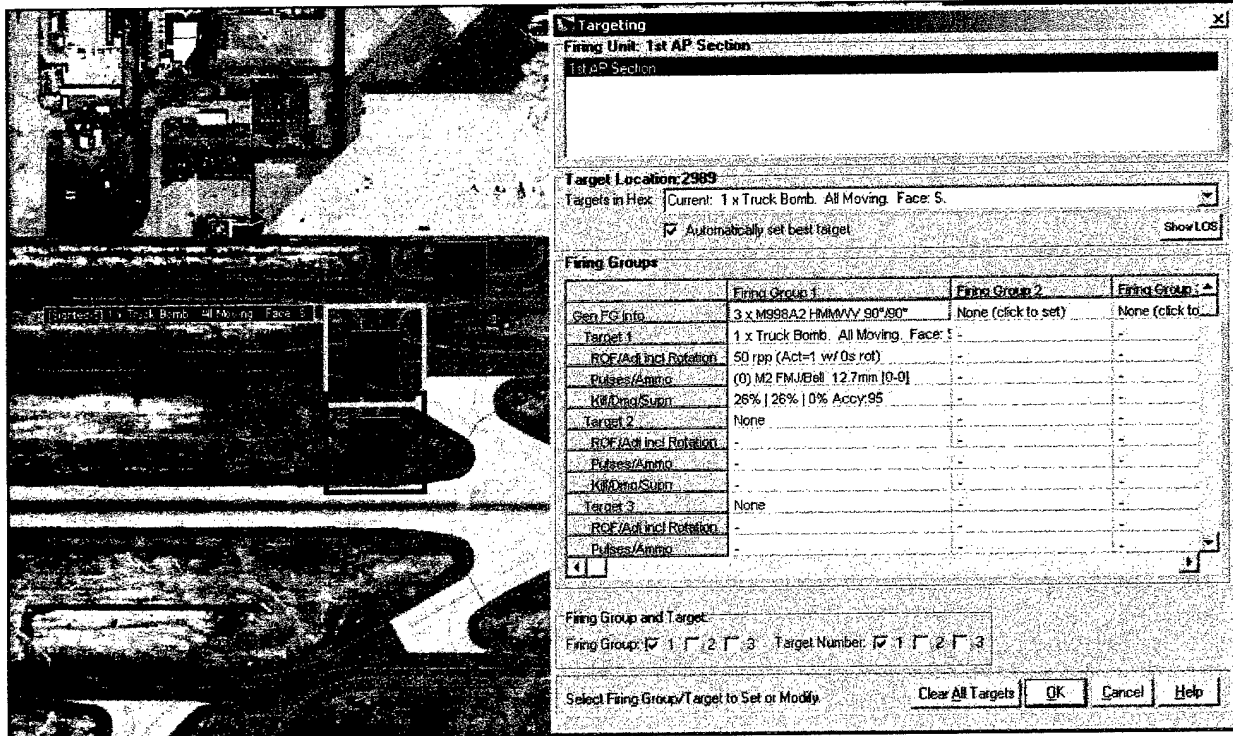 Targeting
Firing Unit: 1st AP Section
1st AP Section
Target Location:2989
Targets in Hex: Current: 1 x Truck Bomb. All Moving. Face: S.
Automatically set best target
Show LOS
Firing Groups
Firing Group 1 Firing Group 2 Firing Group
Gen FG Info 3 x M998A2 HMMWV 90°/90° None (click to set) None (click to
Target 1 1 x Truck Bomb. All Moving. Face: S - -
ROF/Adj incl Rotation 50 rpp (Act=1 w/ 0s rot) - -
Pulses/Ammo (0) M2 FMJ/Ball 12.7mm [0-0] - -
Kill/Dmg/Supn 26% | 26% | 0% Accy:95 - -
Target 2 None - -
ROF/Adj incl Rotation - - -
Pulses/Ammo - - -
Kill/Dmg/Supn - - -
Target 3 None - -
ROF/Adj incl Rotation - - -
Pulses/Ammo - - -
Firing Group and Target
Firing Group: 1 2 3 Target Number: 1 2 3
Select Firing Group/Target to Set or Modify. Clear All Targets OK Cancel Help
1 x Truck Bomb. All Moving. Face: S